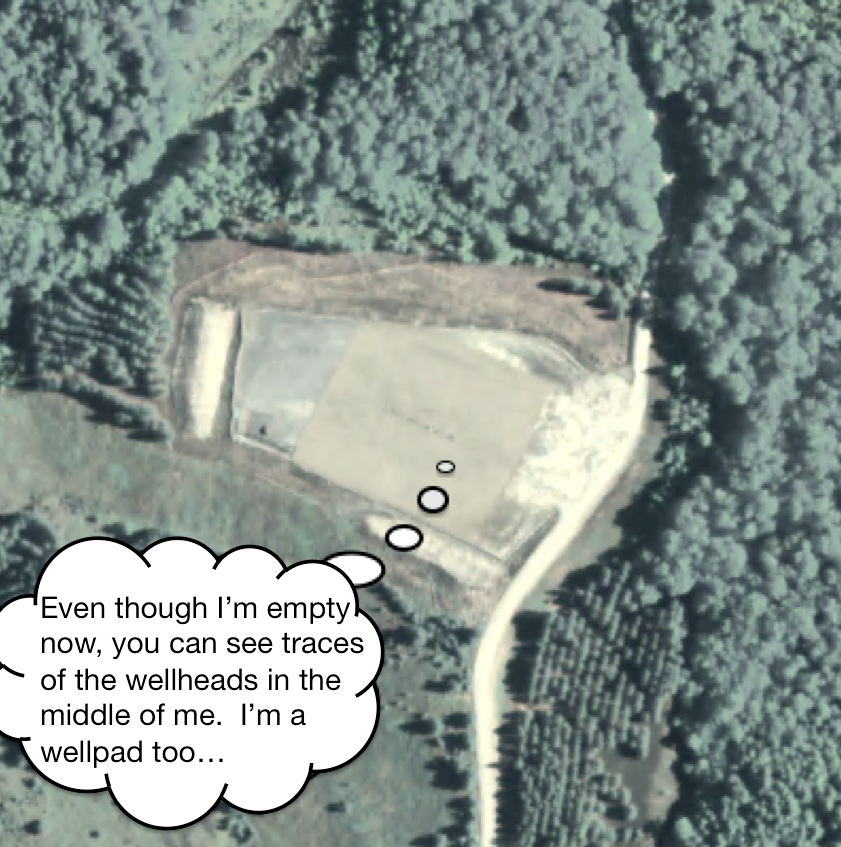 Even though I’m empty
now, you can see traces
of the wellheads in the
middle of me.  I’m a
wellpad too…